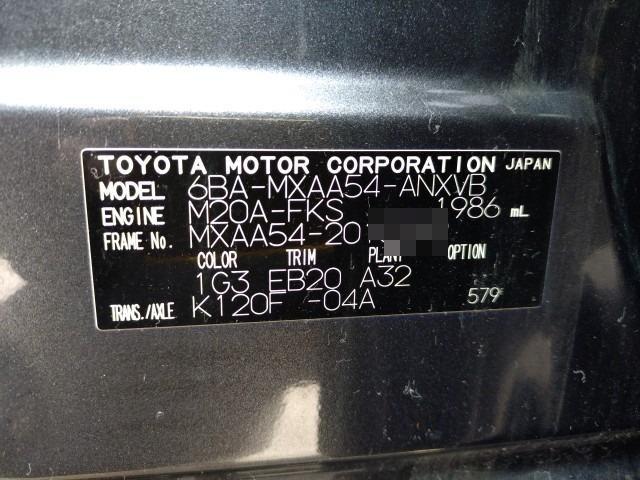 TOYOTA MOTOR CORPORATION JAPAN
MODEL 6BA-MXAA54-ANXVB
ENGINE M20A-FKS 1986 mL
FRAME No. MXAA54-20
COLOR TRIM PLANT OPTION
1G3 EB20 A32
TRANS./AXLE K120F -04A 579